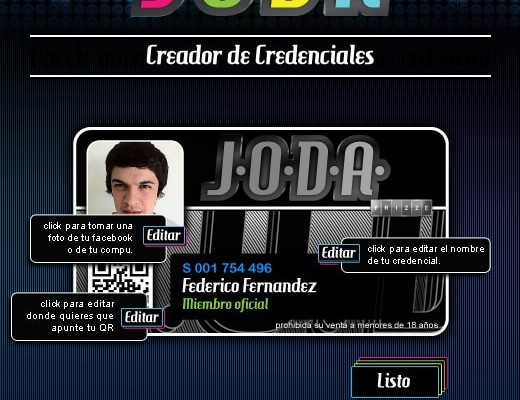 JODA
Creador de Credenciales
J·O·D·A·
FRIZZE
click para tomar una
foto de tu facebook
o de tu compu.
Editar
Editar
click para editar el nombre
de tu credencial.
S 001 754 496
Federico Fernandez
Miembro oficial
click para editar
donde quieres que
apunte tu QR
Editar
prohibida su venta a menores de 18 años
Listo